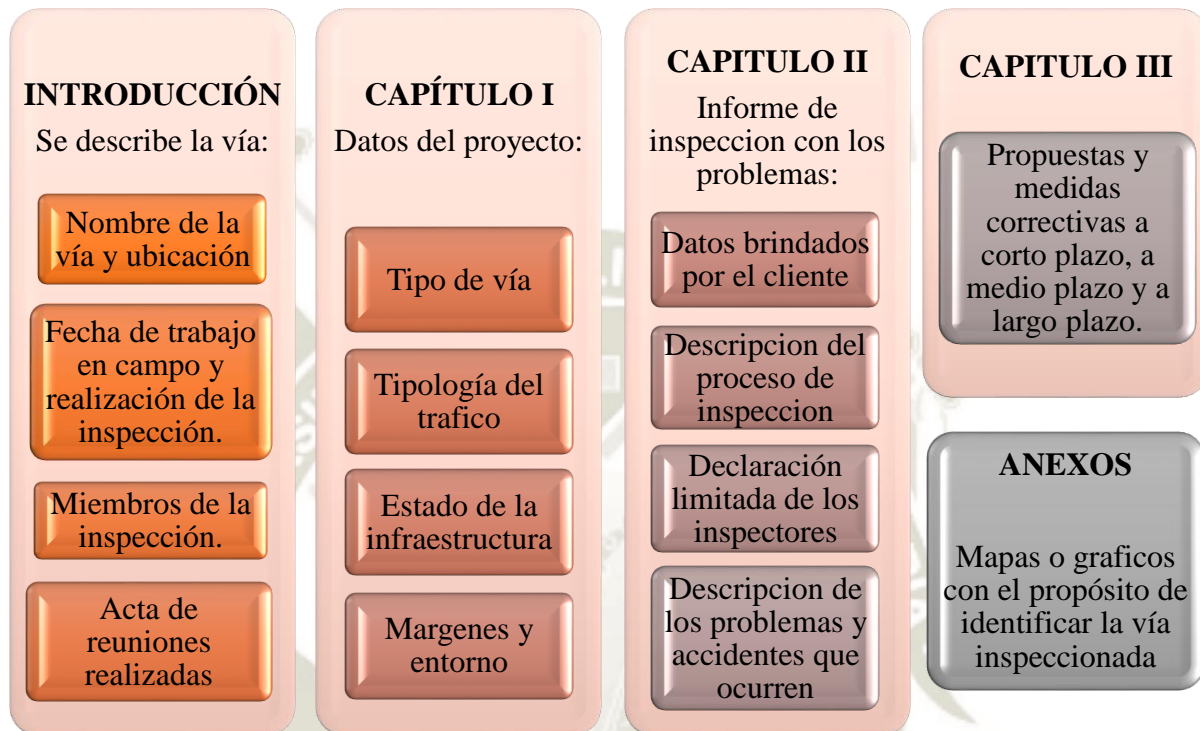 INTRODUCCIÓN
Se describe la vía:
Nombre de la
vía y ubicación
Fecha de trabajo
en campo y
realización de la
inspección.
Miembros de la
inspección.
Acta de
reuniones
realizadas
CAPÍTULO I
Datos del proyecto:
Tipo de vía
Tipología del
trafico
Estado de la
infraestructura
Margenes y
entorno
CAPITULO II
Informe de
inspeccion con los
problemas:
Datos brindados
por el cliente
Descripcion del
proceso de
inspeccion
Declaración
limitada de los
inspectores
Descripcion de
los problemas y
accidentes que
ocurren
CAPITULO III
Propuestas y
medidas
correctivas a
corto plazo, a
medio plazo y a
largo plazo.
ANEXOS
Mapas o graficos
con el propósito de
identificar la vía
inspeccionada